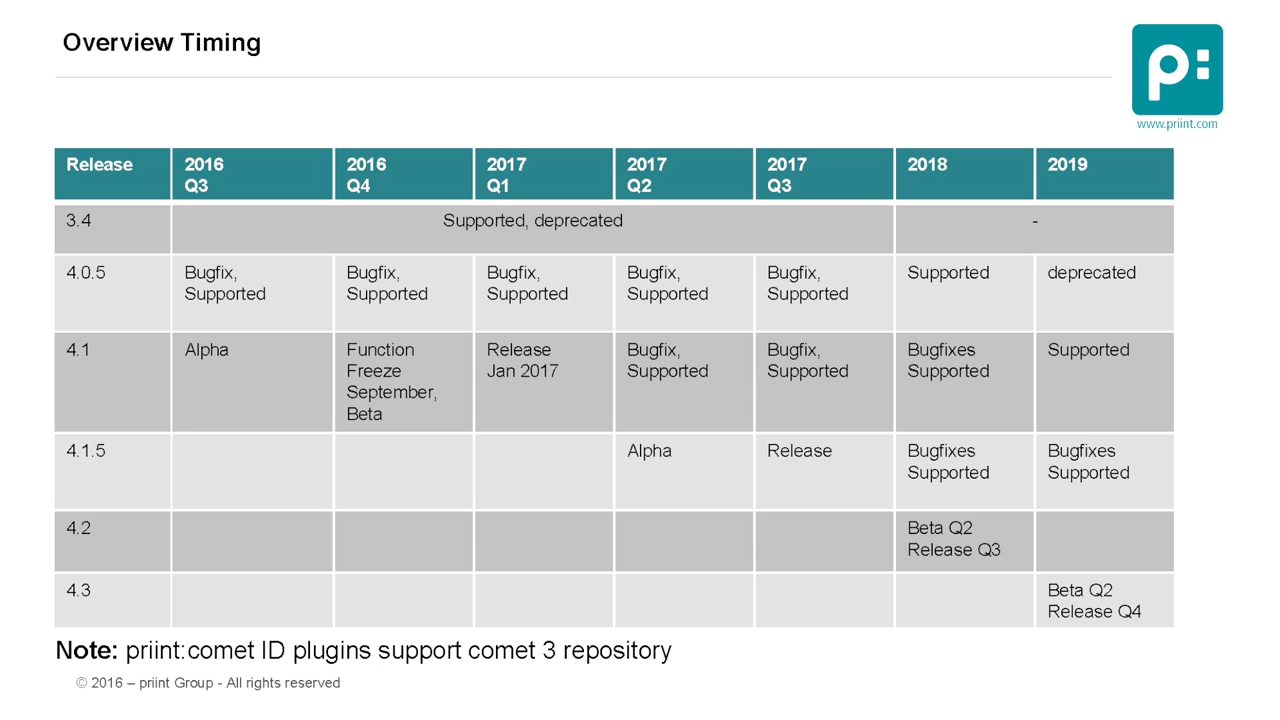 Overview Timing
p:
www.priint.com
Release 2016 2016 2017 2017 2017 2018 2019
Q3 Q4 Q1 Q2 Q3
3.4 Supported, deprecated -
4.0.5 Bugfix, Bugfix, Bugfix, Bugfix, Bugfix, Supported deprecated
Supported Supported Supported Supported Supported
4.1 Alpha Function Release Bugfix, Bugfix, Bugfixes Supported
Freeze Jan 2017 Supported Supported Supported
September,
Beta
4.1.5 Alpha Release Bugfixes Bugfixes
Supported Supported
4.2 Beta Q2
Release Q3
4.3 Beta Q2
Release Q4
Note: priint:comet ID plugins support comet 3 repository
© 2016 – priint Group - All rights reserved